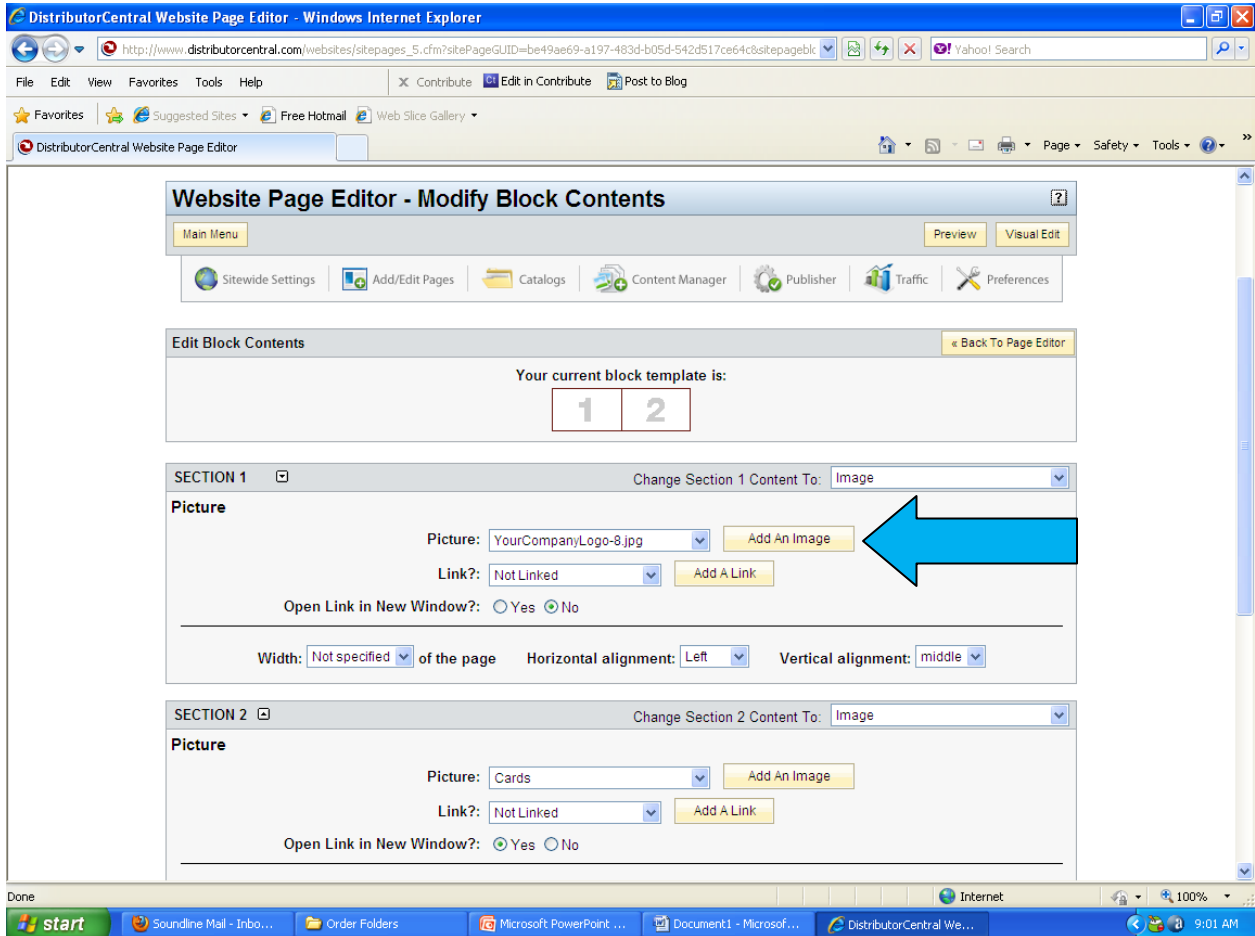 DistributorCentral Website Page Editor - Windows Internet Explorer
http://www.distributorcentral.com/websites/sitepages_5.cfm?sitePageGUID=be49ae69-a197-483d-b05d-542d517ce64c&sitepageblc
Yahoo! Search
File Edit View Favorites Tools Help X Contribute Edit in Contribute Post to Blog
Favorites Suggested Sites Free Hotmail Web Slice Gallery
DistributorCentral Website Page Editor Page Safety Tools »
Website Page Editor - Modify Block Contents ?
Main Menu Preview Visual Edit
Sitewide Settings Add/Edit Pages Catalogs Content Manager Publisher Traffic Preferences
Edit Block Contents « Back To Page Editor
Your current block template is:
1 2
SECTION 1 Change Section 1 Content To: Image
Picture
Picture: YourCompanyLogo-8.jpg Add An Image
Link?: Not Linked Add A Link
Open Link in New Window?: Yes No
Width: Not specified of the page Horizontal alignment: Left Vertical alignment: middle
SECTION 2 Change Section 2 Content To: Image
Picture
Picture: Cards Add An Image
Link?: Not Linked Add A Link
Open Link in New Window?: Yes No
Done Internet 100%
start Soundline Mail - Inbo... Order Folders Microsoft PowerPoint ... Document1 - Microsof... DistributorCentral We... 9:01 AM